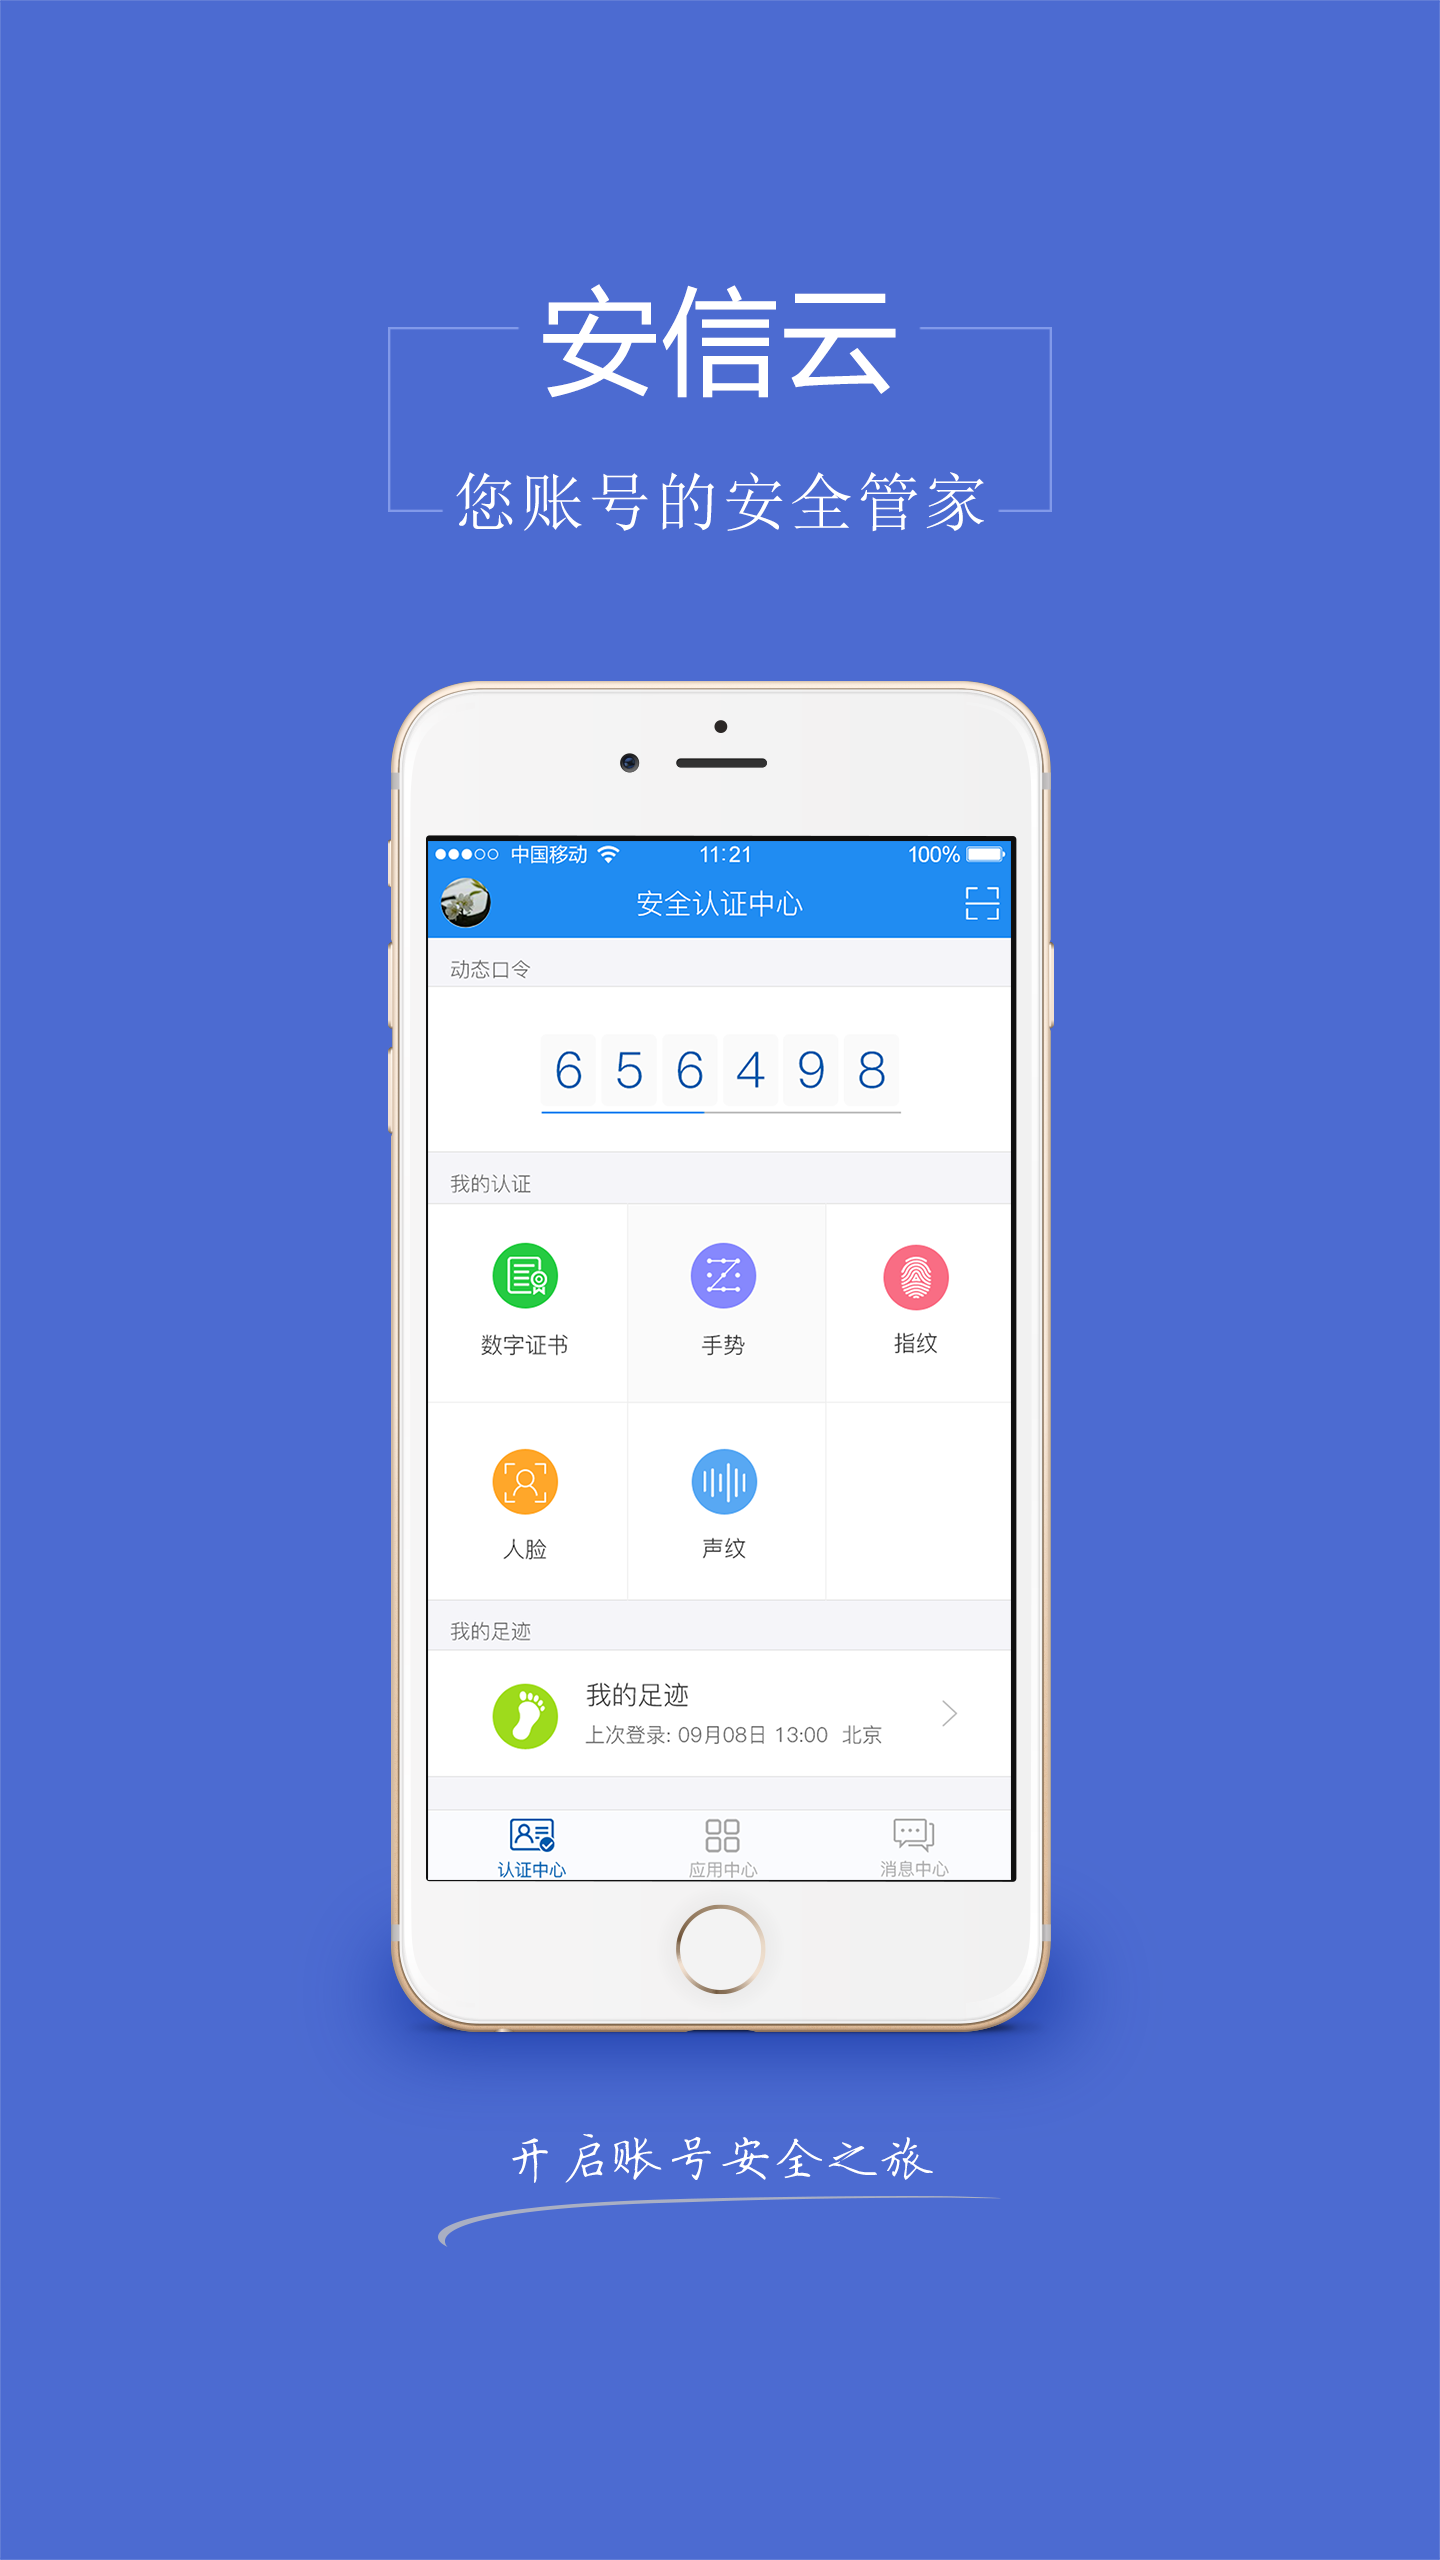 安信云
您账号的安全管家
中国移动 11:21 100%
安全认证中心
动态口令
6 5 6 4 9 8
我的认证
数字证书 手势 指纹
人脸 声纹
我的足迹
我的足迹
上次登录: 09月08日 13:00 北京
认证中心 应用中心 消息中心
开启账号安全之旅